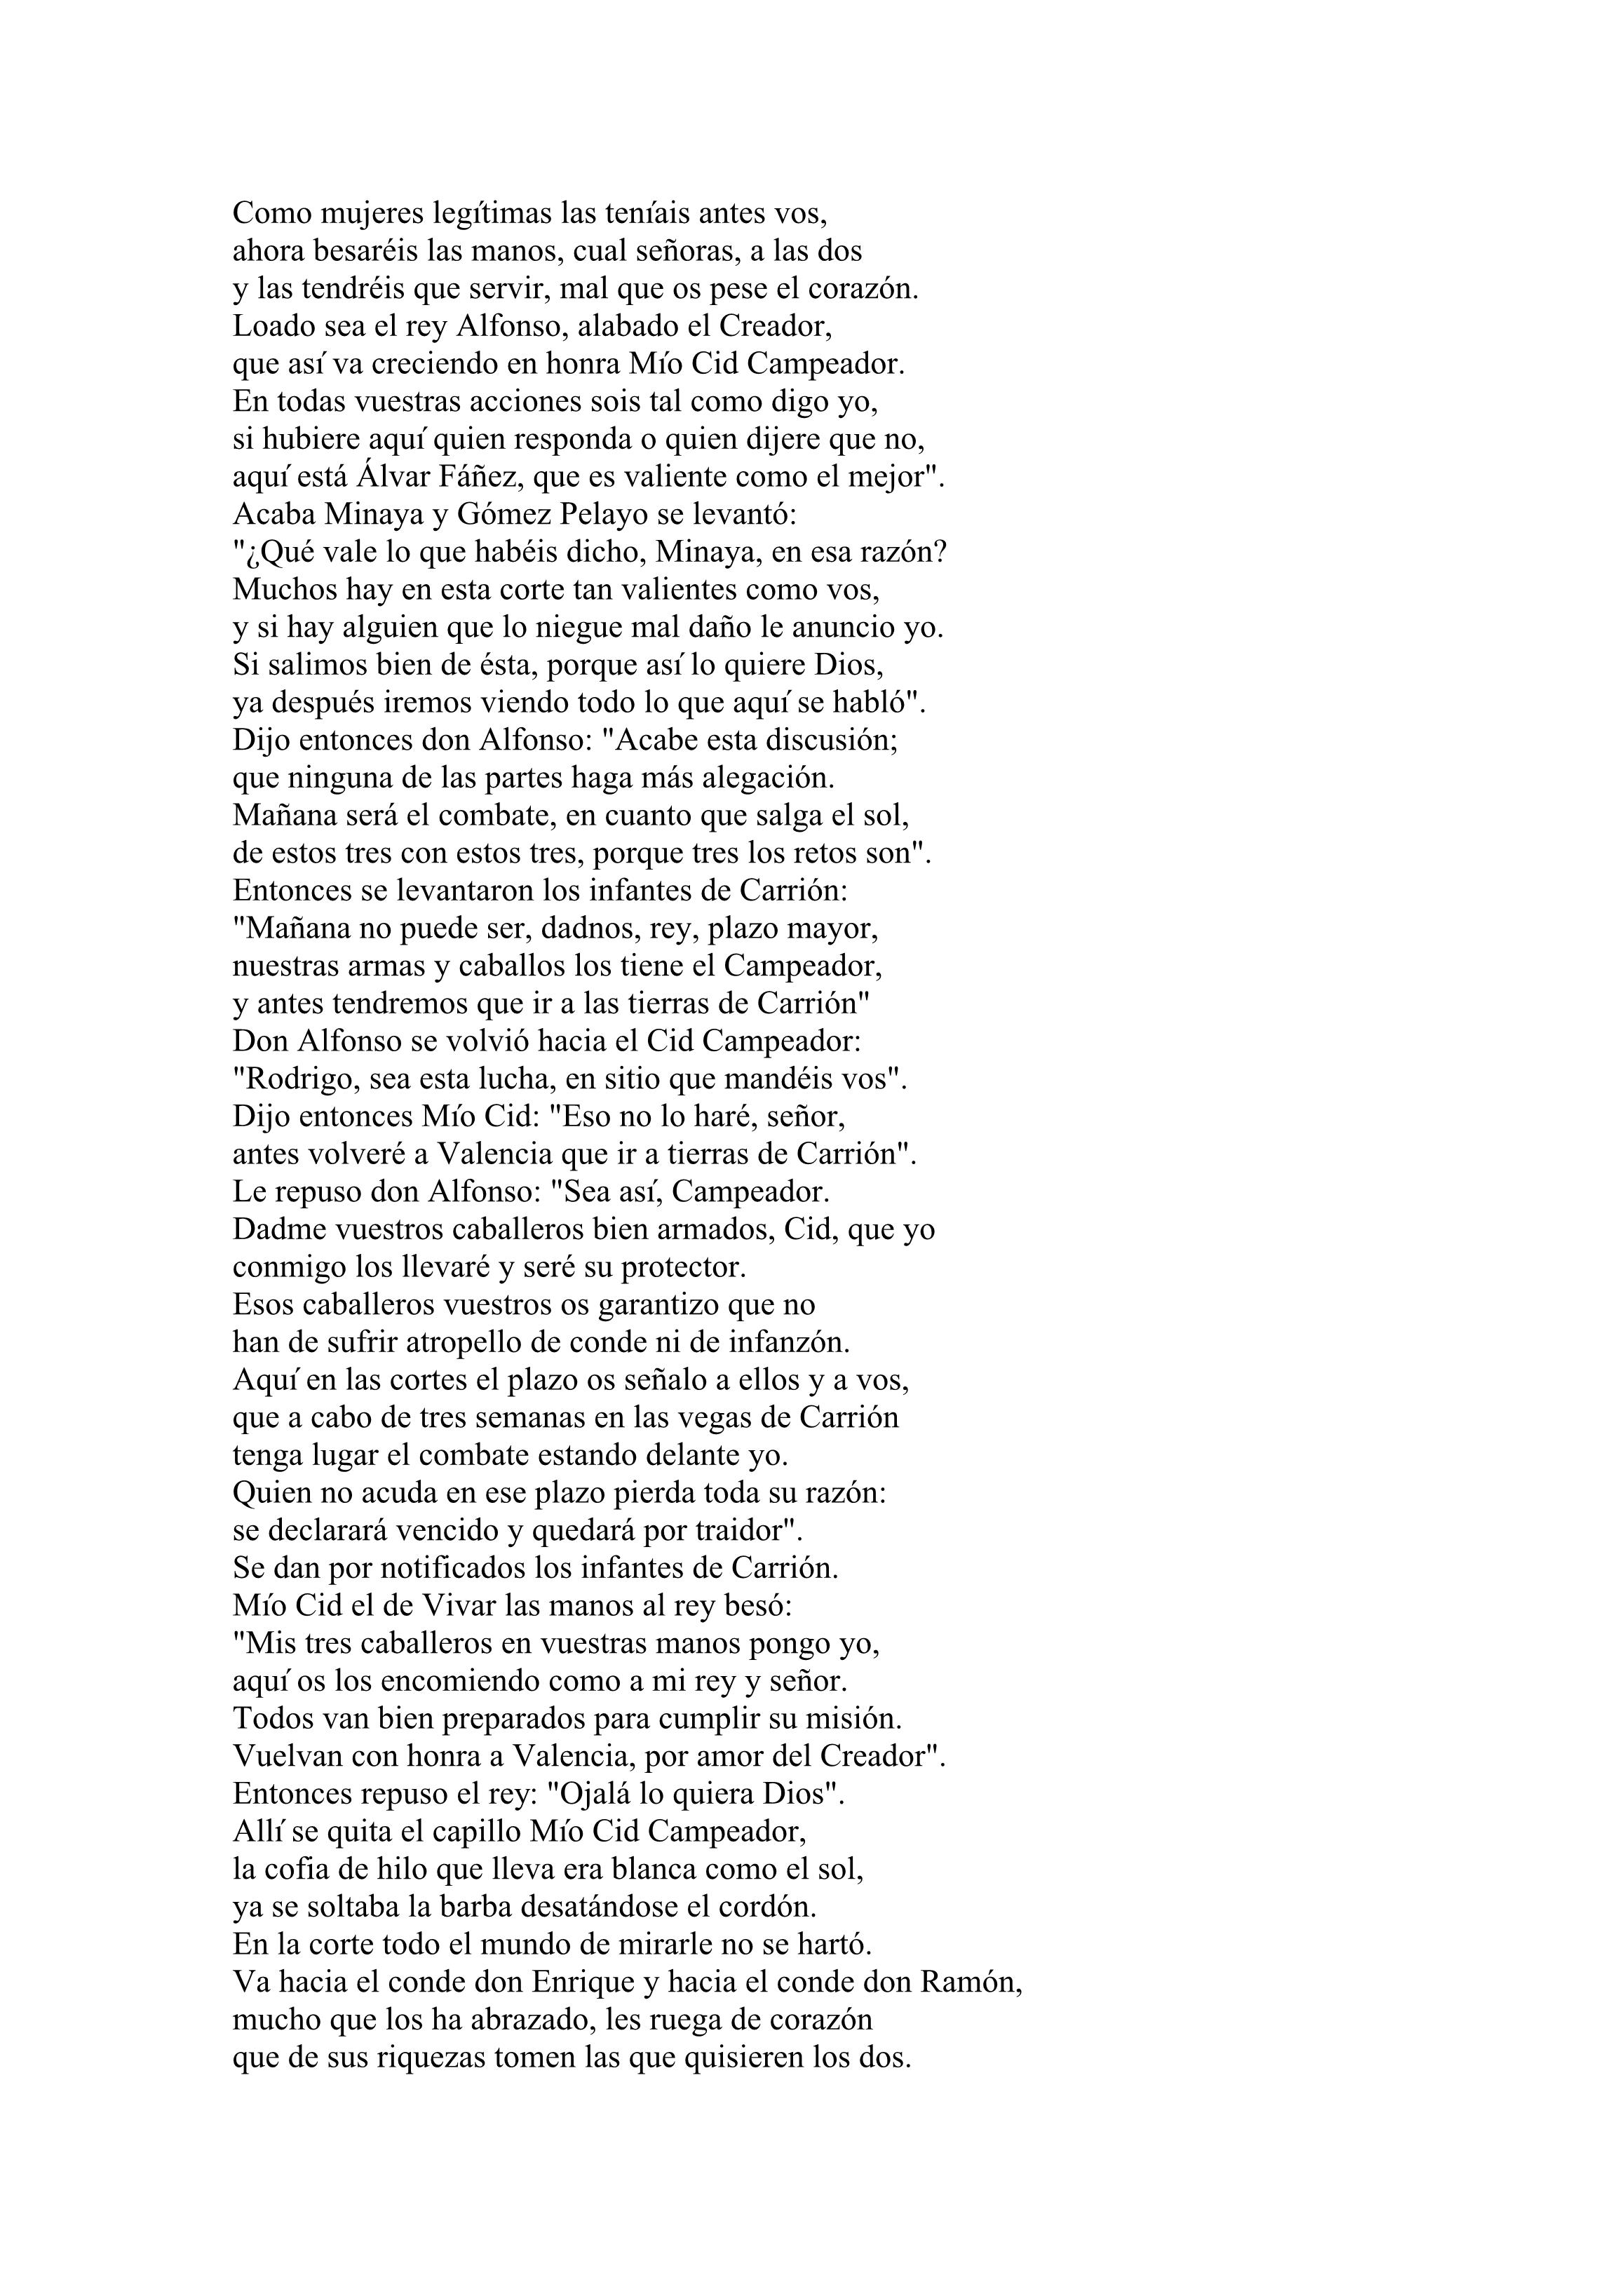 Como mujeres legítimas las teníais antes vos,
ahora besaréis las manos, cual señoras, a las dos
y las tendréis que servir, mal que os pese el corazón.
Loado sea el rey Alfonso, alabado el Creador,
que así va creciendo en honra Mío Cid Campeador.
En todas vuestras acciones sois tal como digo yo,
si hubiere aquí quien responda o quien dijere que no,
aquí está Álvar Fáñez, que es valiente como el mejor".
Acaba Minaya y Gómez Pelayo se levantó:
"¿Qué vale lo que habéis dicho, Minaya, en esa razón?
Muchos hay en esta corte tan valientes como vos,
y si hay alguien que lo niegue mal daño le anuncio yo.
Si salimos bien de ésta, porque así lo quiere Dios,
ya después iremos viendo todo lo que aquí se habló".
Dijo entonces don Alfonso: "Acabe esta discusión;
que ninguna de las partes haga más alegación.
Mañana será el combate, en cuanto que salga el sol,
de estos tres con estos tres, porque tres los retos son".
Entonces se levantaron los infantes de Carrión:
"Mañana no puede ser, dadnos, rey, plazo mayor,
nuestras armas y caballos los tiene el Campeador,
y antes tendremos que ir a las tierras de Carrión"
Don Alfonso se volvió hacia el Cid Campeador:
"Rodrigo, sea esta lucha, en sitio que mandéis vos".
Dijo entonces Mío Cid: "Eso no lo haré, señor,
antes volveré a Valencia que ir a tierras de Carrión".
Le repuso don Alfonso: "Sea así, Campeador.
Dadme vuestros caballeros bien armados, Cid, que yo
conmigo los llevaré y seré su protector.
Esos caballeros vuestros os garantizo que no
han de sufrir atropello de conde ni de infanzón.
Aquí en las cortes el plazo os señalo a ellos y a vos,
que a cabo de tres semanas en las vegas de Carrión
tenga lugar el combate estando delante yo.
Quien no acuda en ese plazo pierda toda su razón:
se declarará vencido y quedará por traidor".
Se dan por notificados los infantes de Carrión.
Mío Cid el de Vivar las manos al rey besó:
"Mis tres caballeros en vuestras manos pongo yo,
aquí os los encomiendo como a mi rey y señor.
Todos van bien preparados para cumplir su misión.
Vuelvan con honra a Valencia, por amor del Creador".
Entonces repuso el rey: "Ojalá lo quiera Dios".
Allí se quita el capillo Mío Cid Campeador,
la cofia de hilo que lleva era blanca como el sol,
ya se soltaba la barba desatándose el cordón.
En la corte todo el mundo de mirarle no se hartó.
Va hacia el conde don Enrique y hacia el conde don Ramón,
mucho que los ha abrazado, les ruega de corazón
que de sus riquezas tomen las que quisieren los dos.